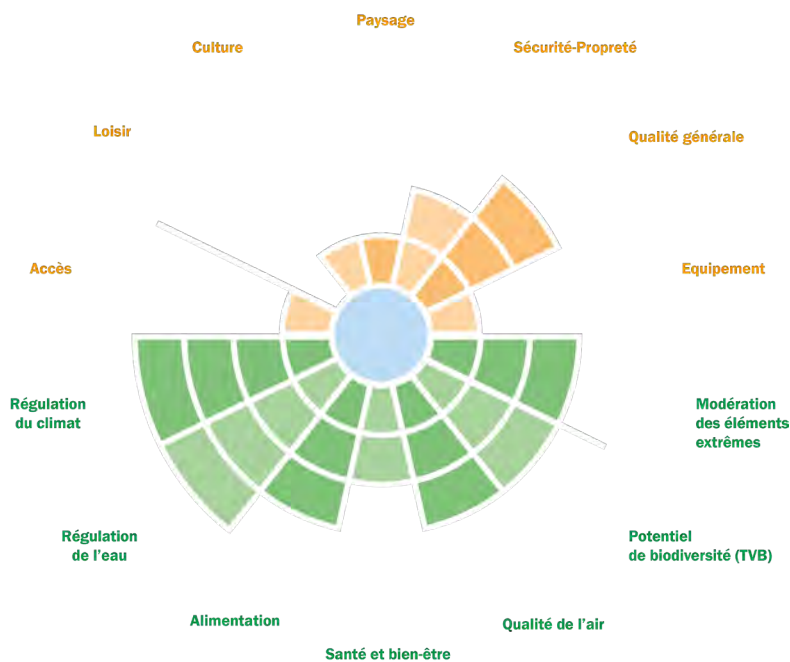 Paysage
Culture
Sécurité-Propreté
Loisir
Qualité générale
Accès
Equipement
Régulation
du climat
Modération
des éléments
extrêmes
Régulation
de l'eau
Potentiel
de biodiversité (TVB)
Alimentation
Qualité de l'air
Santé et bien-être